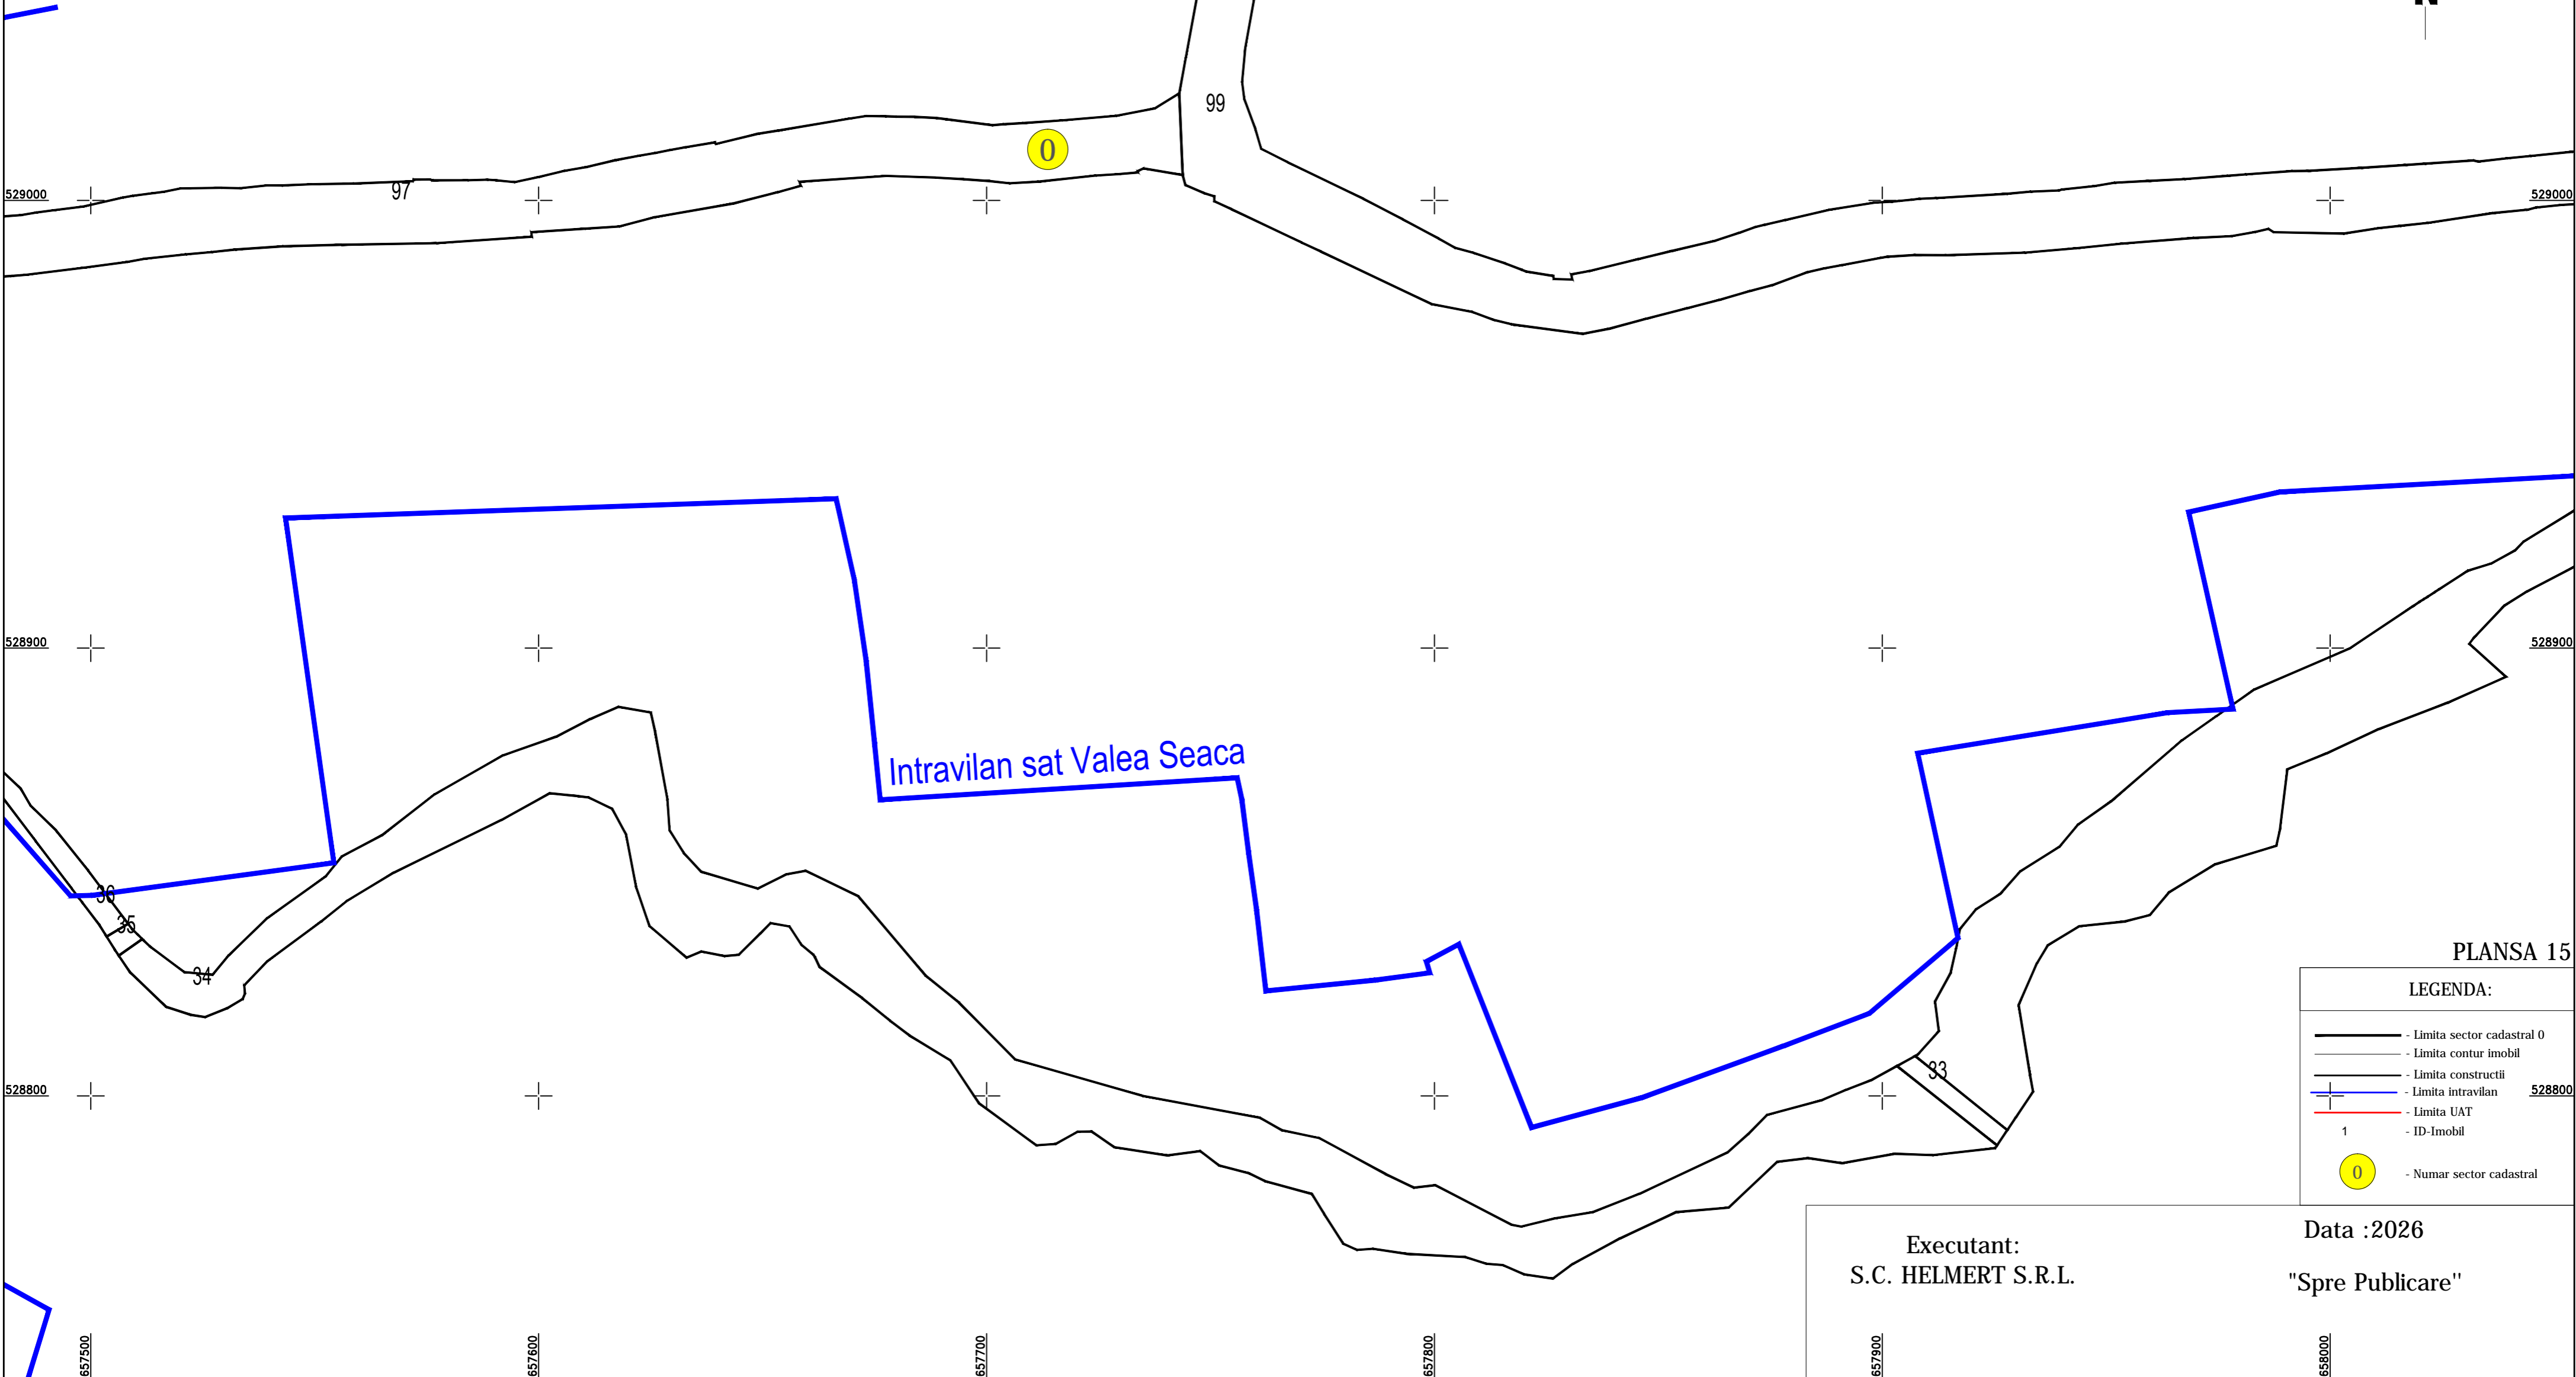 N
99
0
97
529000
529000
528900
528900
Intravilan sat Valea Seaca
36
35
34
33
PLANSA 15
LEGENDA:
- Limita sector cadastral 0
- Limita contur imobil
- Limita constructii
- Limita intravilan
- Limita UAT
1 - ID-Imobil
0 - Numar sector cadastral
528800
528800
Data :2026
Executant:
S.C. HELMERT S.R.L.
"Spre Publicare"
657500
657600
657700
657800
657900
658000